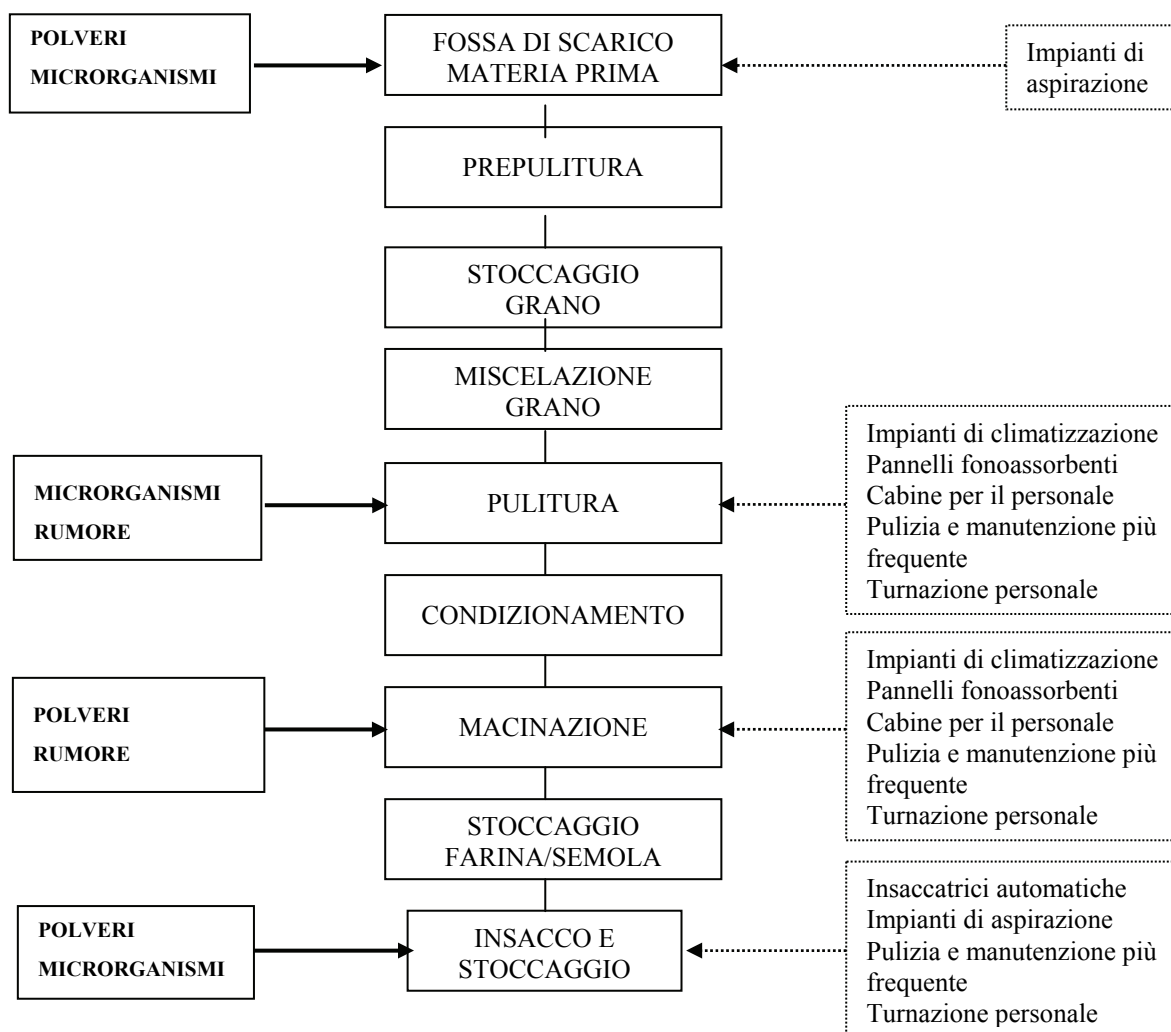 POLVERI
MICRORGANISMI
FOSSA DI SCARICO
MATERIA PRIMA
Impianti di
aspirazione
PREPULITURA
STOCCAGGIO
GRANO
MISCELAZIONE
GRANO
MICRORGANISMI
RUMORE
PULITURA
Impianti di climatizzazione
Pannelli fonoassorbenti
Cabine per il personale
Pulizia e manutenzione più
frequente
Turnazione personale
CONDIZIONAMENTO
POLVERI
RUMORE
MACINAZIONE
Impianti di climatizzazione
Pannelli fonoassorbenti
Cabine per il personale
Pulizia e manutenzione più
frequente
Turnazione personale
STOCCAGGIO
FARINA/SEMOLA
POLVERI
MICRORGANISMI
INSACCO E
STOCCAGGIO
Insaccatrici automatiche
Impianti di aspirazione
Pulizia e manutenzione più
frequente
Turnazione personale